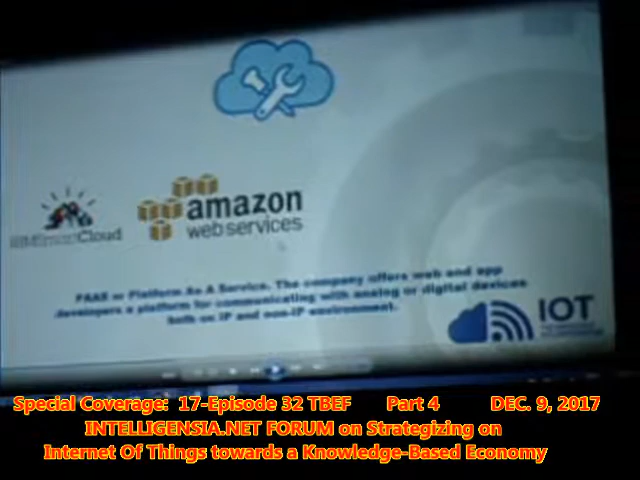 Cloud
amazon
webservices
PAAS or Platform As A Service. The company offers web and app
developers a platform for communicating with analog or digital devices
both on IP and non-IP environment.
IOT
Special Coverage: 17-Episode 32 TBEF Part 4 DEC. 9, 2017
INTELLIGENSIA.NET FORUM on Strategizing on
Internet Of Things towards a Knowledge-Based Economy